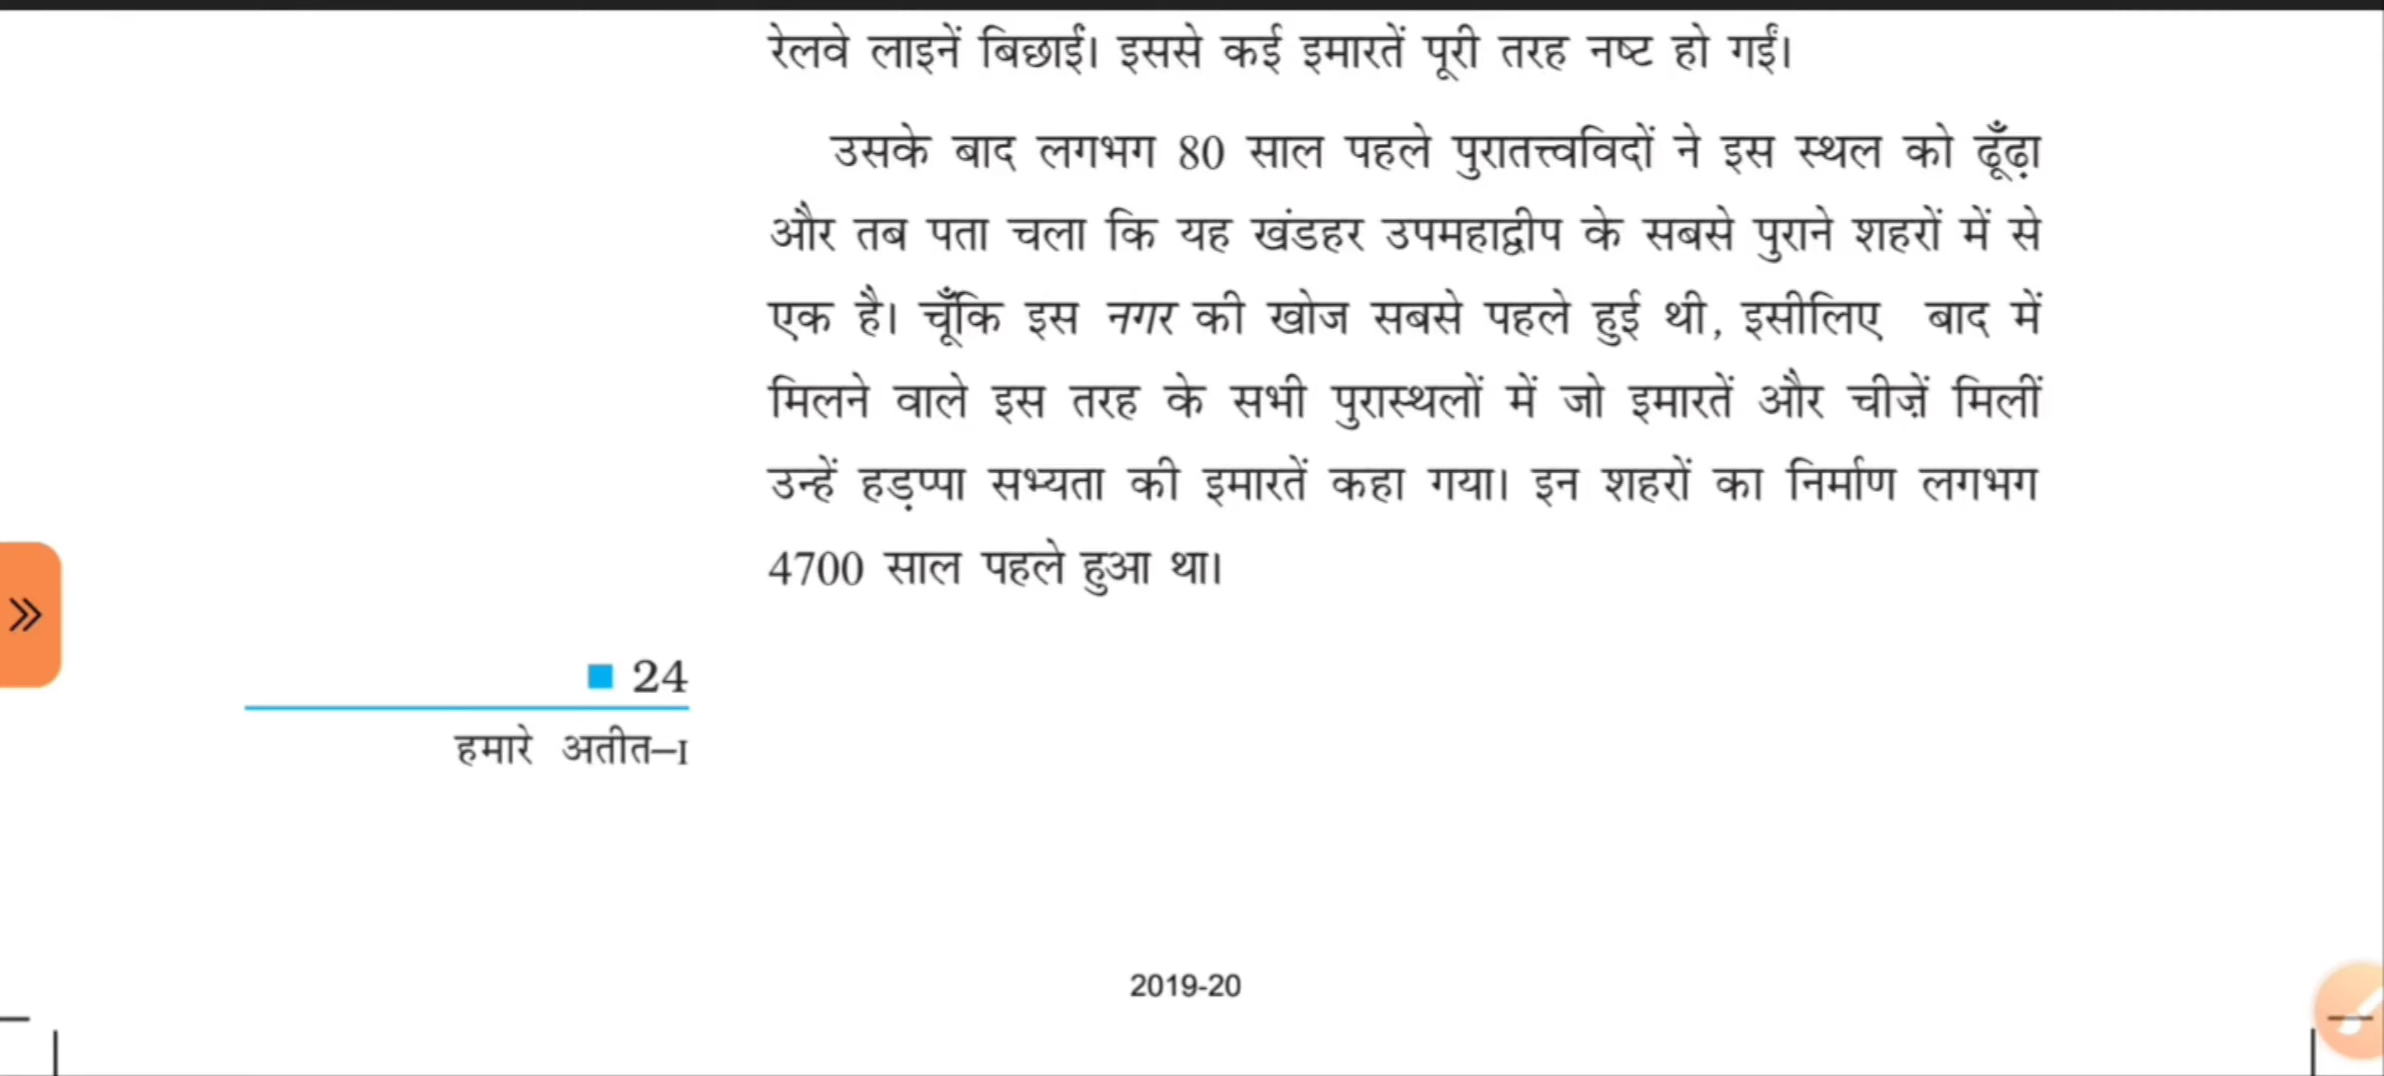 रेलवे लाइनें बिछाईं। इससे कई इमारतें पूरी तरह नष्ट हो गईं।
उसके बाद लगभग 80 साल पहले पुरातत्त्वविदों ने इस स्थल को ढूँढ़ा
और तब पता चला कि यह खंडहर उपमहाद्वीप के सबसे पुराने शहरों में से
एक है। चूँकि इस नगर की खोज सबसे पहले हुई थी, इसीलिए बाद में
मिलने वाले इस तरह के सभी पुरास्थलों में जो इमारतें और चीज़ें मिलीं
उन्हें हड़प्पा सभ्यता की इमारतें कहा गया। इन शहरों का निर्माण लगभग
4700 साल पहले हुआ था।
24
हमारे अतीत–I
2019-20